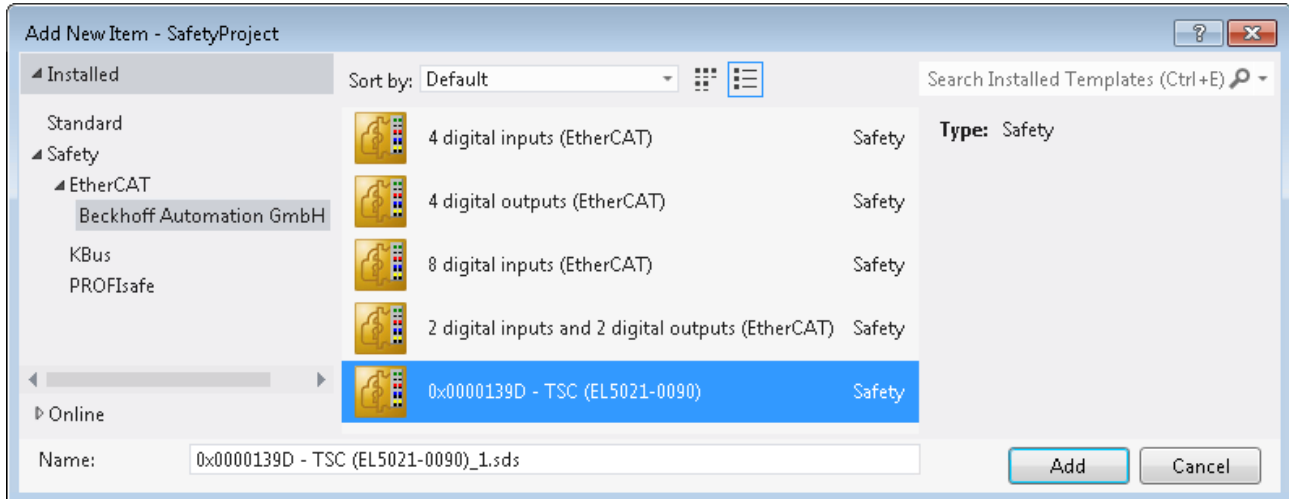 Add New Item - SafetyProject
Installed
Sort by: Default
Search Installed Templates (Ctrl+E)
Standard
Safety
EtherCAT
Beckhoff Automation GmbH
KBus
PROFIsafe
Online
4 digital inputs (EtherCAT) Safety
4 digital outputs (EtherCAT) Safety
8 digital inputs (EtherCAT) Safety
2 digital inputs and 2 digital outputs (EtherCAT) Safety
0x0000139D - TSC (EL5021-0090) Safety
Type: Safety
Name: 0x0000139D - TSC (EL5021-0090)_1.sds
Add Cancel